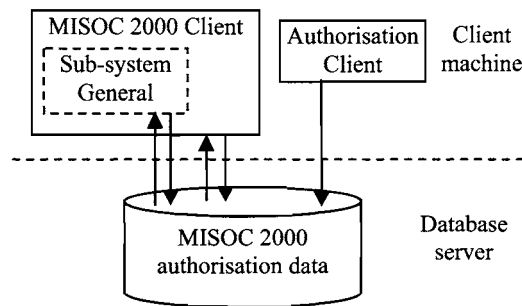 MISOC 2000 Client
Sub-system
General
Authorisation
Client
Client
machine
MISOC 2000
authorisation data
Database
server